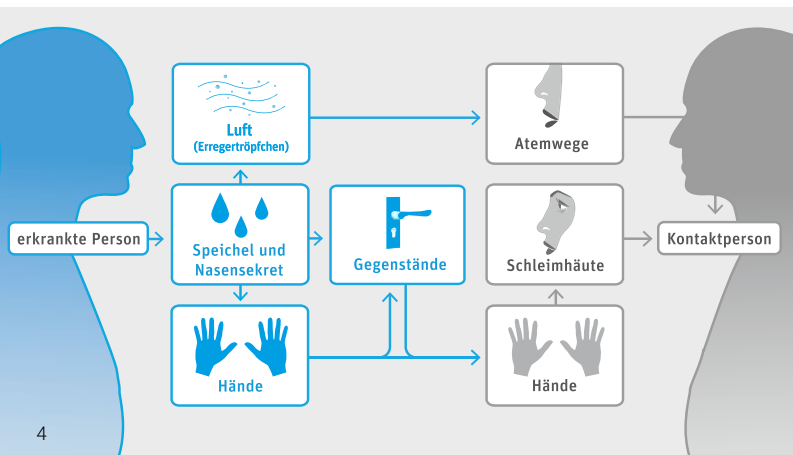 Luft
(Erregertröpfchen)
Atemwege
erkrankte Person
Speichel und
Nasensekret
Gegenstände
Schleimhäute
Kontaktperson
Hände
Hände
4